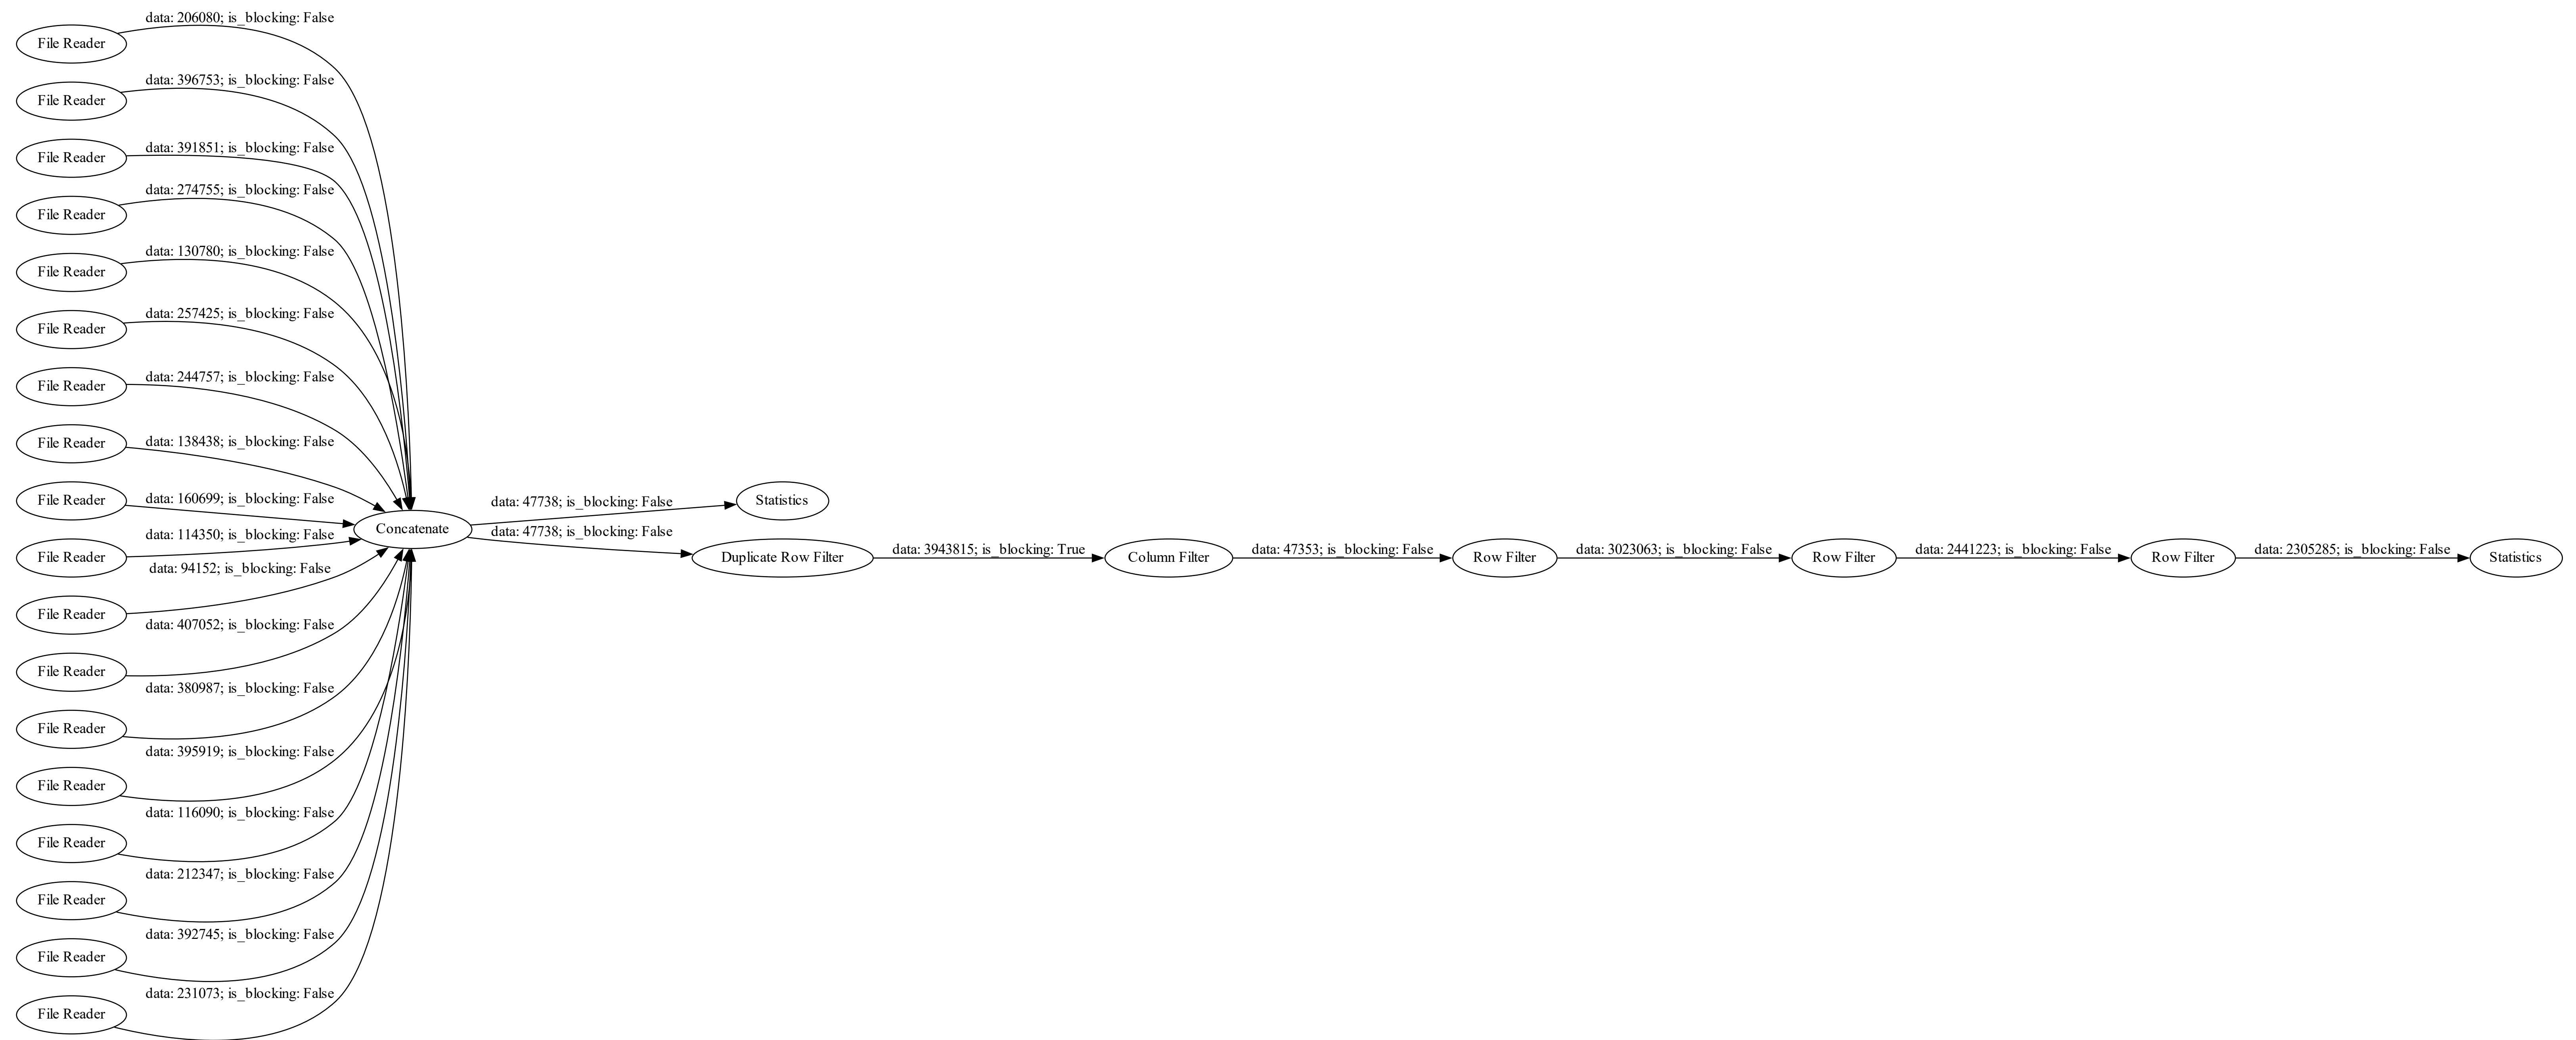 File Reader
data: 206080; is_blocking: False
File Reader
data: 396753; is_blocking: False
File Reader
data: 391851; is_blocking: False
File Reader
data: 274755; is_blocking: False
File Reader
data: 130780; is_blocking: False
File Reader
data: 257425; is_blocking: False
File Reader
data: 244757; is_blocking: False
File Reader
data: 138438; is_blocking: False
File Reader
data: 160699; is_blocking: False
File Reader
data: 114350; is_blocking: False
File Reader
data: 94152; is_blocking: False
File Reader
data: 407052; is_blocking: False
File Reader
data: 380987; is_blocking: False
File Reader
data: 395919; is_blocking: False
File Reader
data: 116090; is_blocking: False
File Reader
data: 212347; is_blocking: False
File Reader
data: 392745; is_blocking: False
File Reader
data: 231073; is_blocking: False
Concatenate
data: 47738; is_blocking: False
Statistics
data: 47738; is_blocking: False
Duplicate Row Filter
data: 3943815; is_blocking: True
Column Filter
data: 47353; is_blocking: False
Row Filter
data: 3023063; is_blocking: False
Row Filter
data: 2441223; is_blocking: False
Row Filter
data: 2305285; is_blocking: False
Statistics